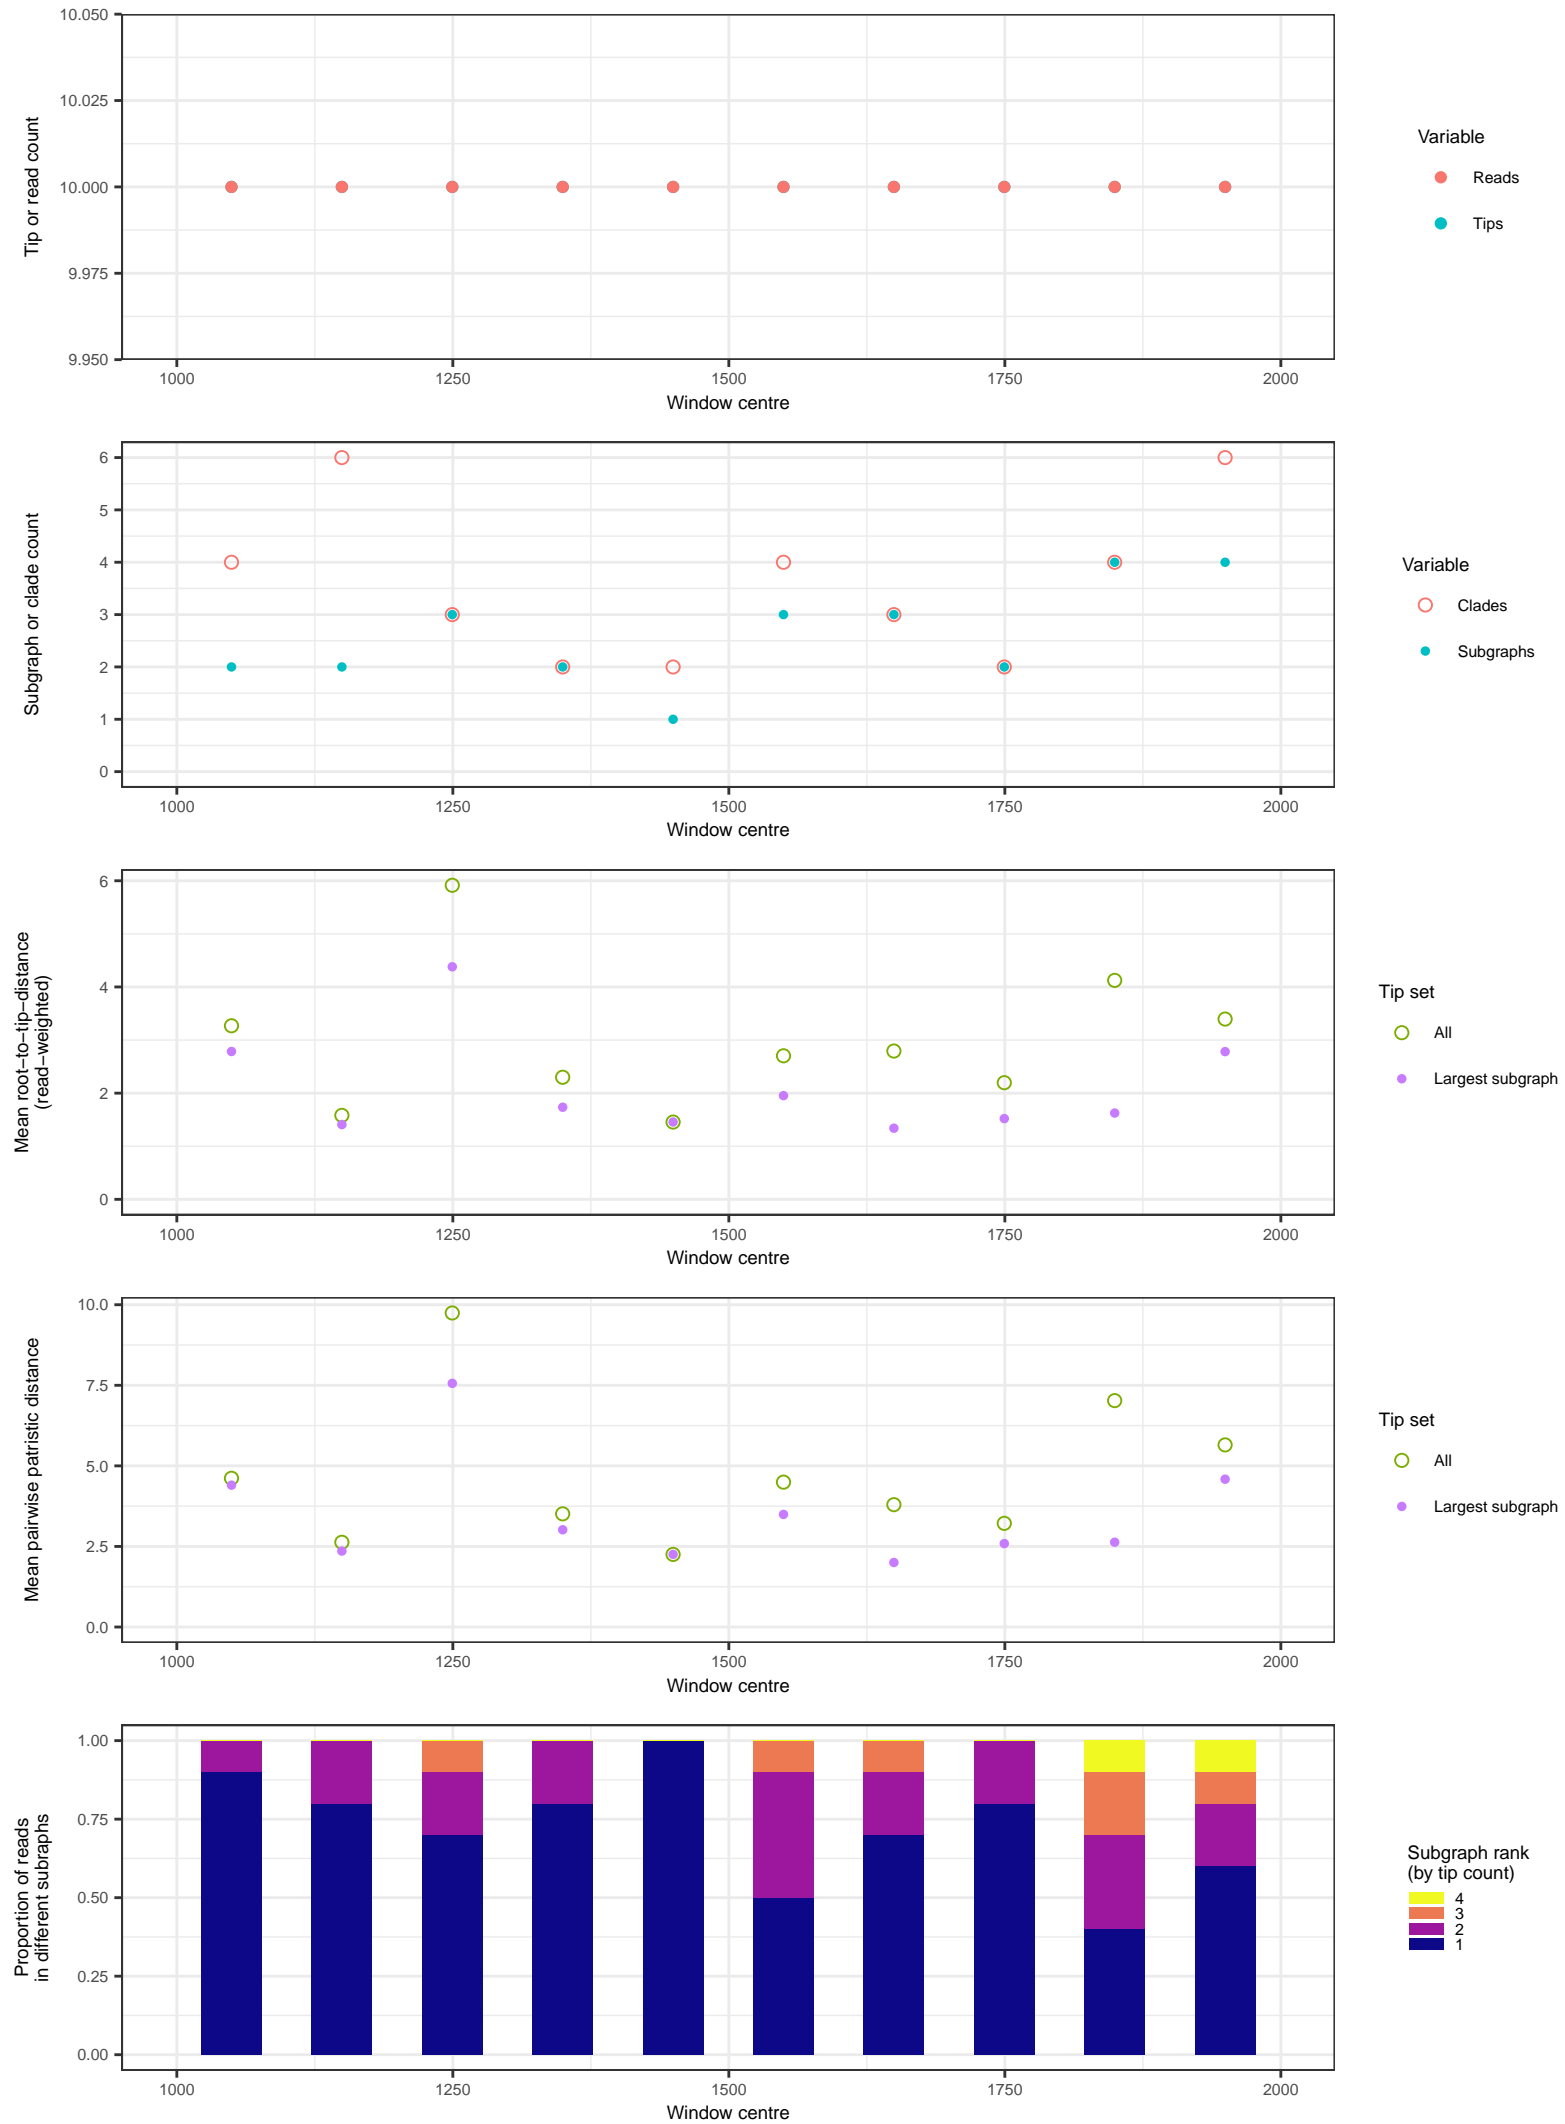 10.050
10.025
10.000
9.975
9.950
Tip or read count
1000 1250 1500 1750 2000
Window centre
Variable
Reads
Tips
6
5
4
3
2
1
0
Subgraph or clade count
1000 1250 1500 1750 2000
Window centre
Variable
Clades
Subgraphs
6
4
2
0
Mean root−to−tip−distance
(read−weighted)
1000 1250 1500 1750 2000
Window centre
Tip set
All
Largest subgraph
10.0
7.5
5.0
2.5
0.0
Mean pairwise patristic distance
1000 1250 1500 1750 2000
Window centre
Tip set
All
Largest subgraph
1.00
0.75
0.50
0.25
0.00
Proportion of reads
in different subraphs
1000 1250 1500 1750 2000
Window centre
Subgraph rank
(by tip count)
4
3
2
1